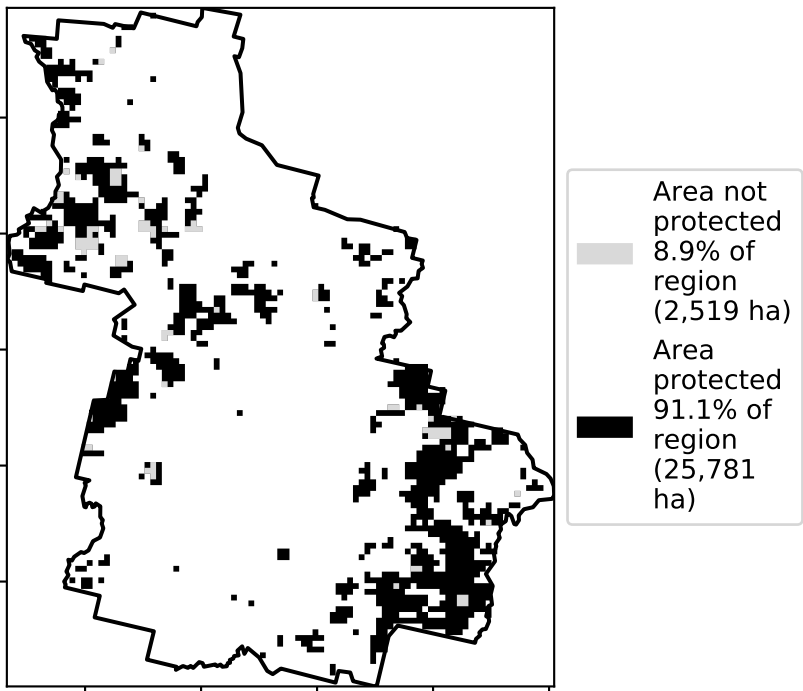 Area not
protected
8.9% of
region
(2,519 ha)
Area
protected
91.1% of
region
(25,781
ha)